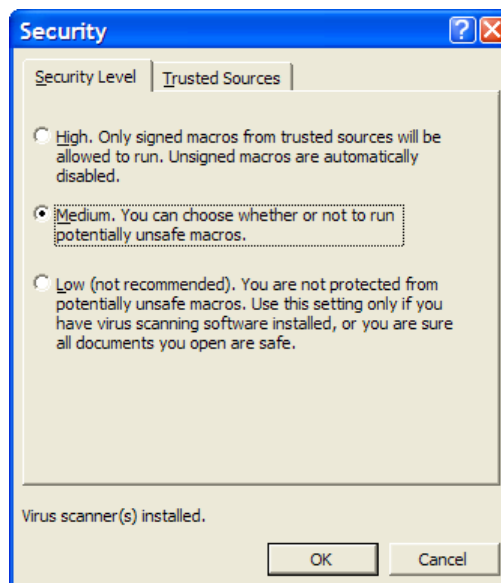 Security
Security Level
Trusted Sources
High. Only signed macros from trusted sources will be
allowed to run. Unsigned macros are automatically
disabled.
Medium. You can choose whether or not to run
potentially unsafe macros.
Low (not recommended). You are not protected from
potentially unsafe macros. Use this setting only if you
have virus scanning software installed, or you are sure
all documents you open are safe.
Virus scanner(s) installed.
OK
Cancel